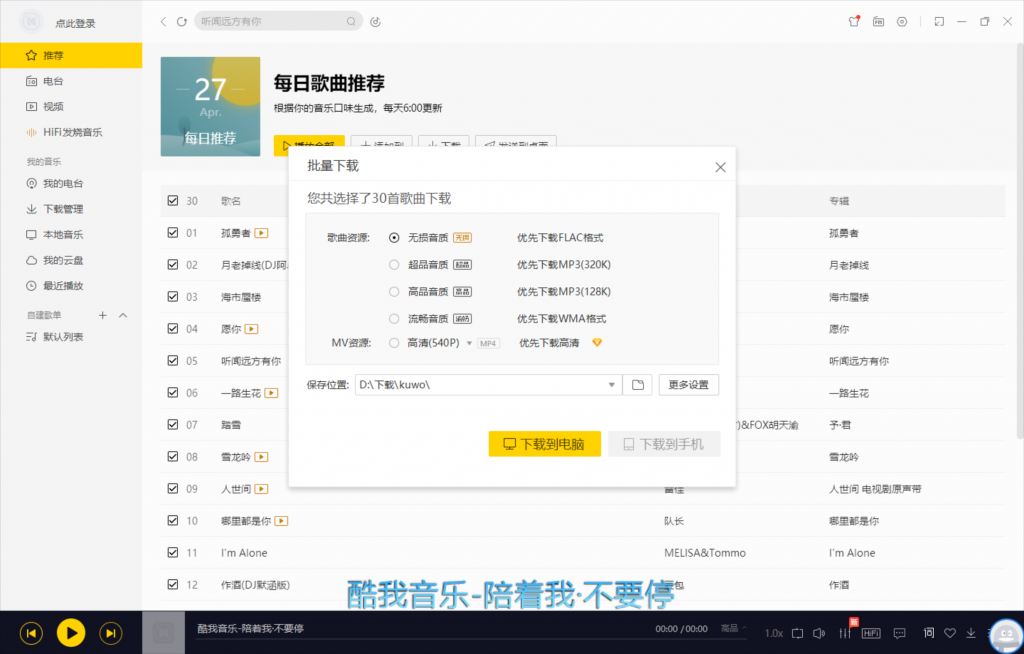 点此登录
听闻远方有你
推荐
电台
视频
HiFi发烧音乐
我的音乐
我的电台
下载管理
本地音乐
我的云盘
最近播放
自建歌单
默认列表
27
Apr.
每日推荐
每日歌曲推荐
根据你的音乐口味生成，每天6:00更新
播放全部 添加到 下载 发送到桌面
批量下载
您共选择了30首歌曲下载
歌曲资源: 无损音质 无损 优先下载FLAC格式
超品音质 超品 优先下载MP3(320K)
高品音质 高品 优先下载MP3(128K)
流畅音质 流畅 优先下载WMA格式
MV资源: 高清(540P) MP4 优先下载高清
保存位置: D:\下载\kuwo\ 更多设置
下载到电脑 下载到手机
30 歌名 专辑
01 孤勇者 孤勇者
02 月老掉线(DJ阿 月老掉线
03 海市蜃楼 海市蜃楼
04 愿你 愿你
05 听闻远方有你 听闻远方有你
06 一路生花 一路生花
07 踏雪 )&FOX胡天渝 予·君
08 雪龙吟 雪龙吟
09 人世间 雷佳 人世间 电视剧原声带
10 哪里都是你 队长 哪里都是你
11 I'm Alone MELISA&Tommo I'm Alone
12 作酒(DJ默涵版) 包 作酒
酷我音乐-陪着我·不要停
酷我音乐-陪着我·不要停
00:00 / 00:00 高品 1.0x 新 HiFi 词